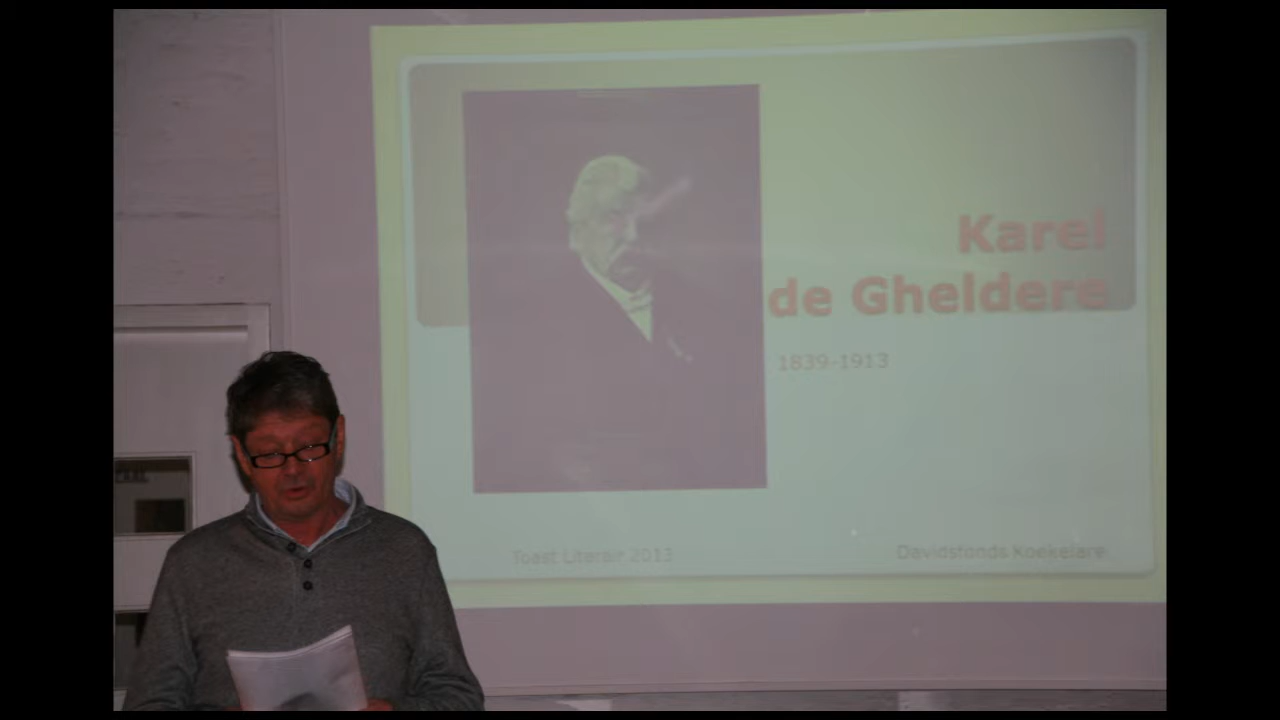 Karel
de Gheldere
1839-1913
Toast Literair 2013
Davidsfonds Koekelare